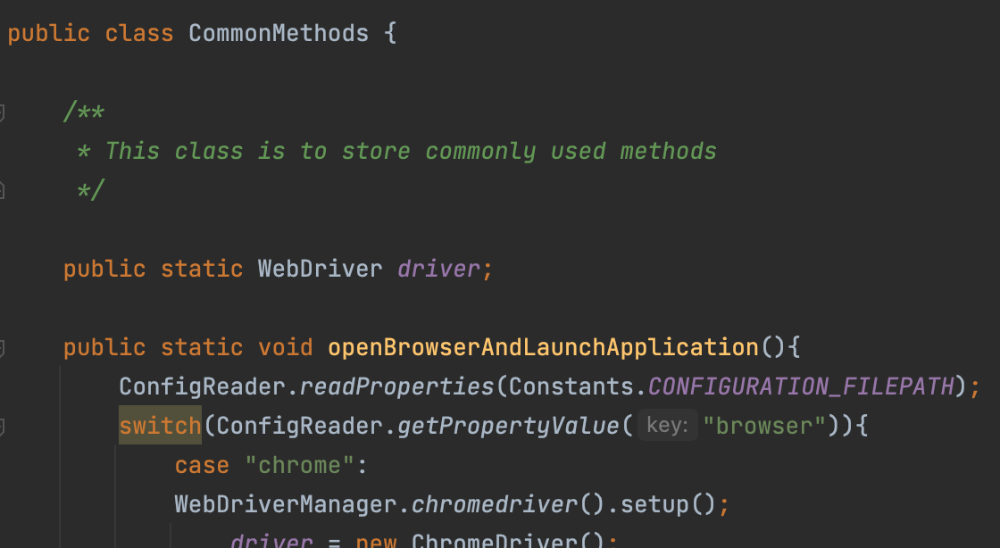 public class CommonMethods {
/**
* This class is to store commonly used methods
*/
public static WebDriver driver;
public static void openBrowserAndLaunchApplication(){
ConfigReader.readProperties(Constants.CONFIGURATION_FILEPATH);
switch(ConfigReader.getPropertyValue( key: "browser")){
case "chrome":
WebDriverManager.chromedriver().setup();
driver = new ChromeDriver();